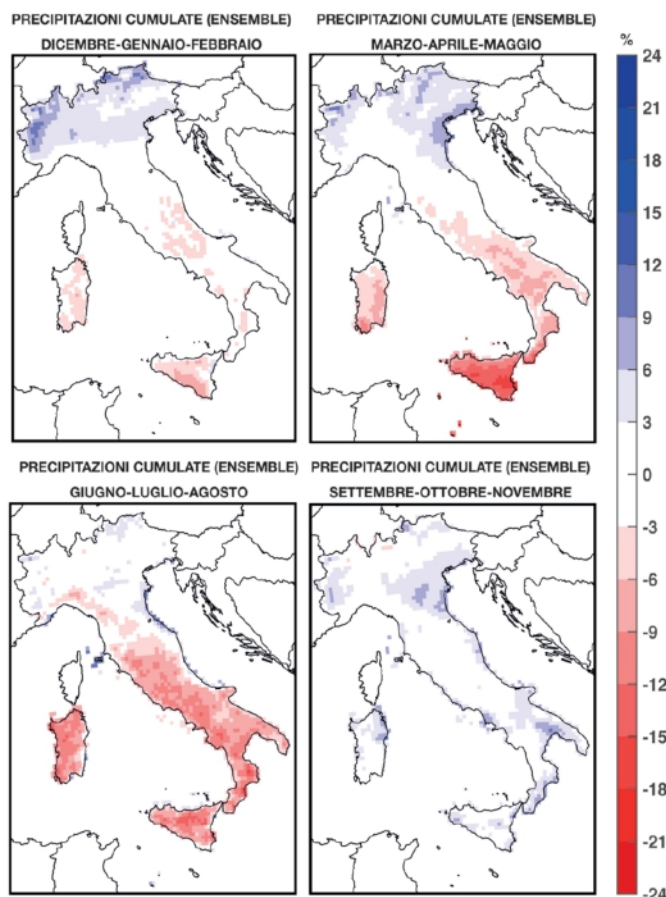 PRECIPITAZIONI CUMULATE (ENSEMBLE)
DICEMBRE-GENNAIO-FEBBRAIO
PRECIPITAZIONI CUMULATE (ENSEMBLE)
MARZO-APRILE-MAGGIO
%
24
21
18
15
12
9
6
3
0
-3
-6
-9
-12
-15
-18
-21
-24
PRECIPITAZIONI CUMULATE (ENSEMBLE)
GIUGNO-LUGLIO-AGOSTO
PRECIPITAZIONI CUMULATE (ENSEMBLE)
SETTEMBRE-OTTOBRE-NOVEMBRE